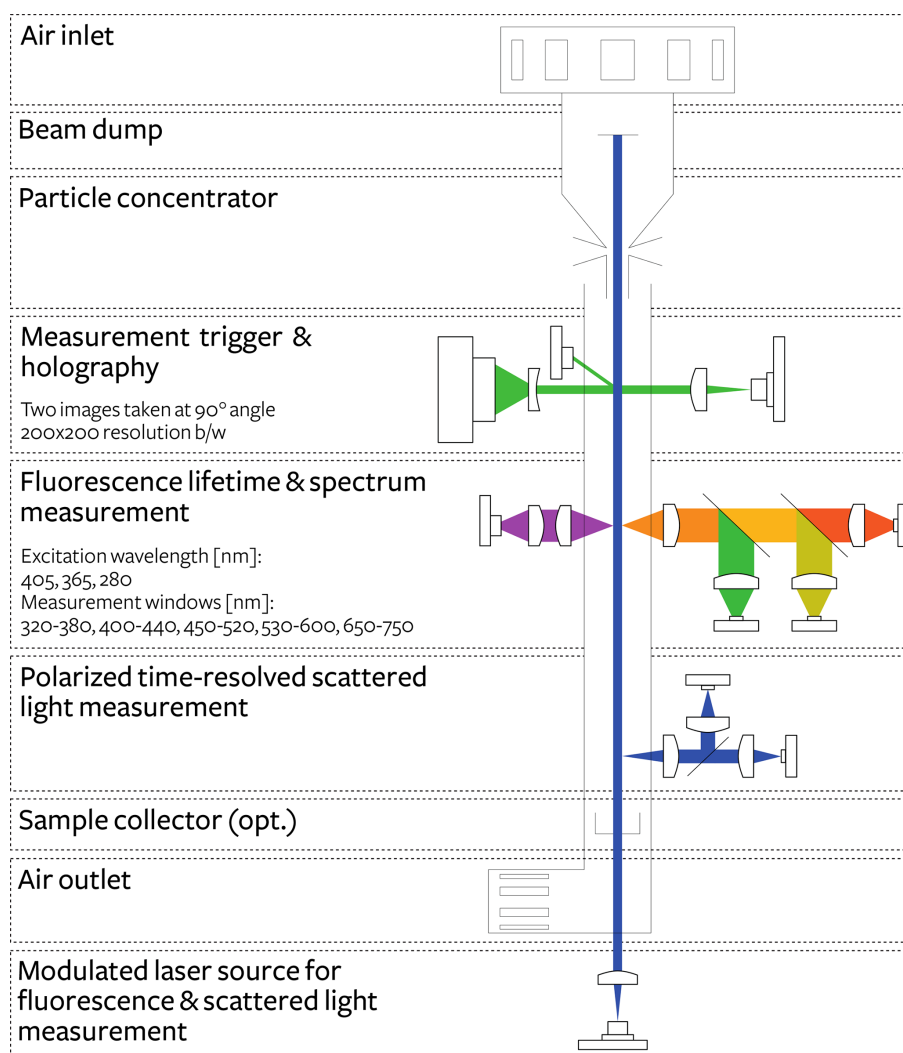 Air inlet
Beam dump
Particle concentrator
Measurement trigger &
holography
Two images taken at 90° angle
200x200 resolution b/w
Fluorescence lifetime & spectrum
measurement
Excitation wavelength [nm]:
405, 365, 280
Measurement windows [nm]:
320-380, 400-440, 450-520, 530-600, 650-750
Polarized time-resolved scattered
light measurement
Sample collector (opt.)
Air outlet
Modulated laser source for
fluorescence & scattered light
measurement